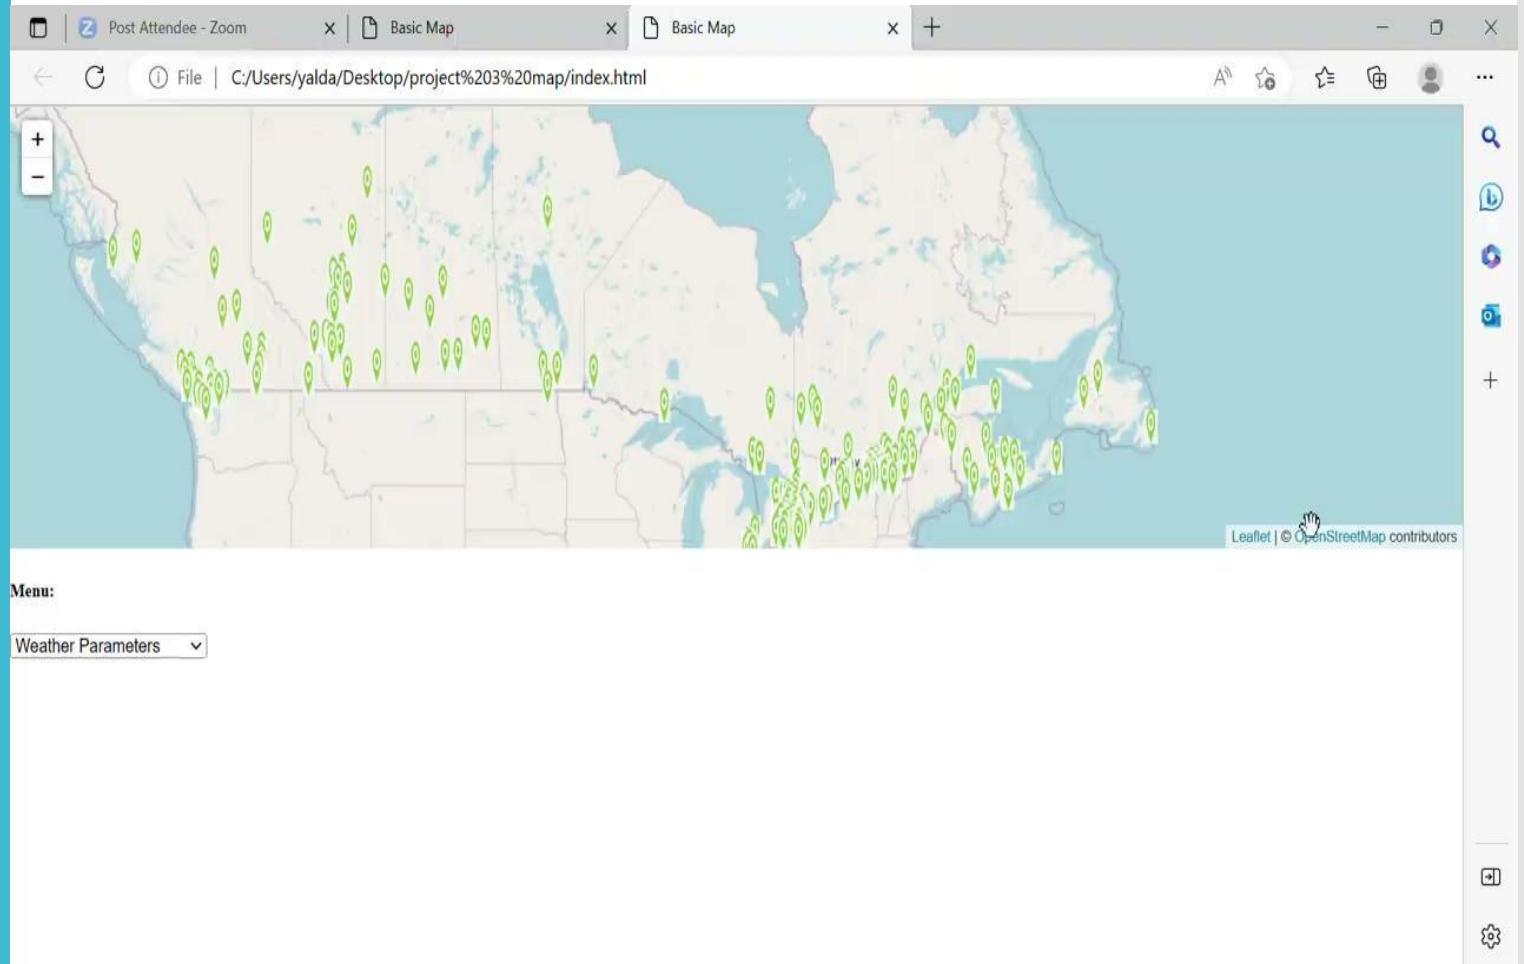 Post Attendee - Zoom
Basic Map
Basic Map
File
C:/Users/yalda/Desktop/project%203%20map/index.html
+
−
Leaflet | © OpenStreetMap contributors
Menu:
Weather Parameters